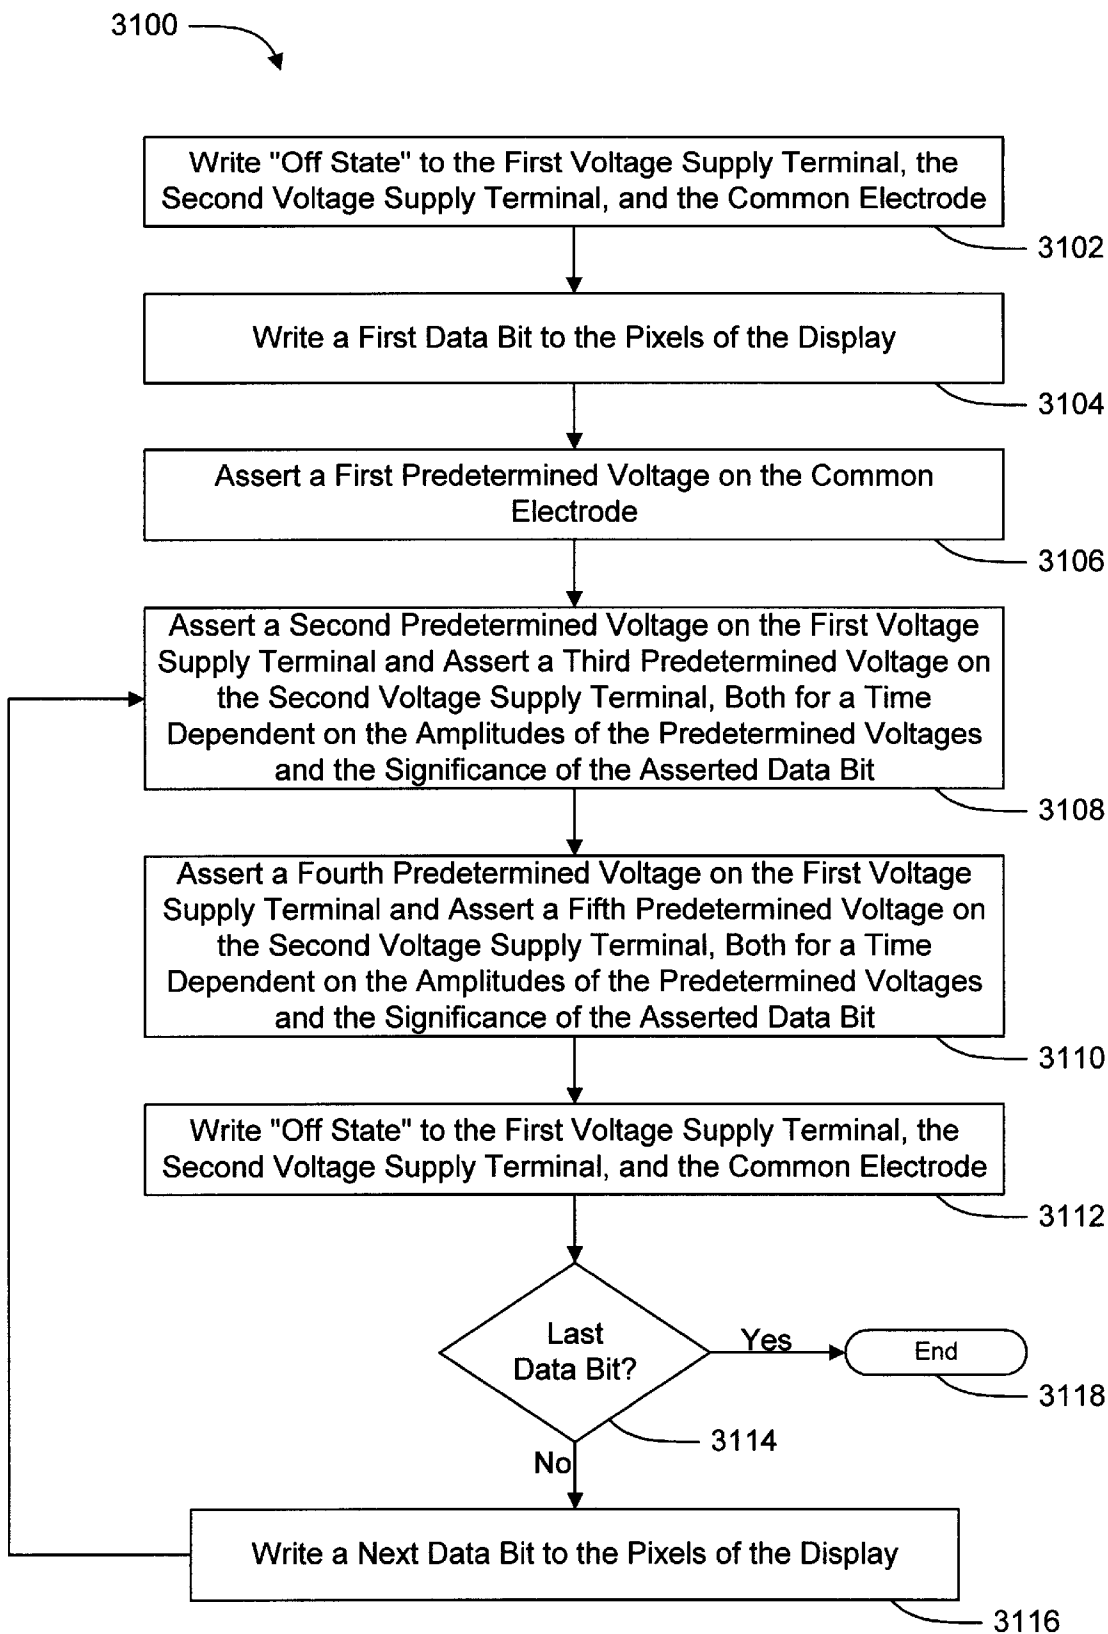 3100
Write "Off State" to the First Voltage Supply Terminal, the
Second Voltage Supply Terminal, and the Common Electrode
3102
Write a First Data Bit to the Pixels of the Display
3104
Assert a First Predetermined Voltage on the Common
Electrode
3106
Assert a Second Predetermined Voltage on the First Voltage
Supply Terminal and Assert a Third Predetermined Voltage on
the Second Voltage Supply Terminal, Both for a Time
Dependent on the Amplitudes of the Predetermined Voltages
and the Significance of the Asserted Data Bit
3108
Assert a Fourth Predetermined Voltage on the First Voltage
Supply Terminal and Assert a Fifth Predetermined Voltage on
the Second Voltage Supply Terminal, Both for a Time
Dependent on the Amplitudes of the Predetermined Voltages
and the Significance of the Asserted Data Bit
3110
Write "Off State" to the First Voltage Supply Terminal, the
Second Voltage Supply Terminal, and the Common Electrode
3112
Last
Data Bit?
Yes
End
3118
3114
No
Write a Next Data Bit to the Pixels of the Display
3116